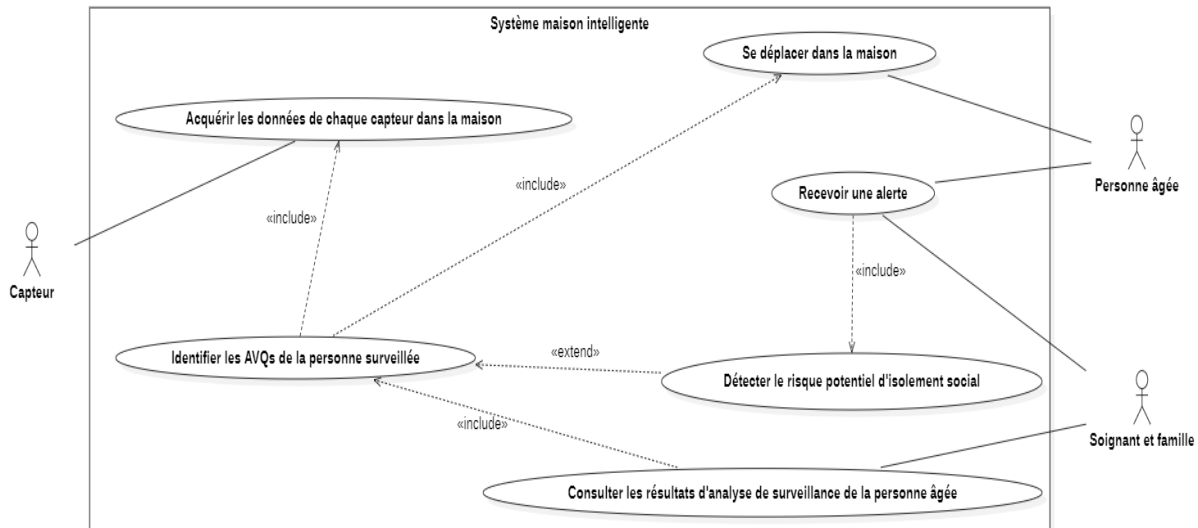 Système maison intelligente
Se déplacer dans la maison
Acquérir les données de chaque capteur dans la maison
«include»
Recevoir une alerte
Personne âgée
«include»
«include»
Capteur
Identifier les AVQs de la personne surveillée
«extend»
Détecter le risque potentiel d'isolement social
«include»
Soignant et famille
Consulter les résultats d'analyse de surveillance de la personne âgée